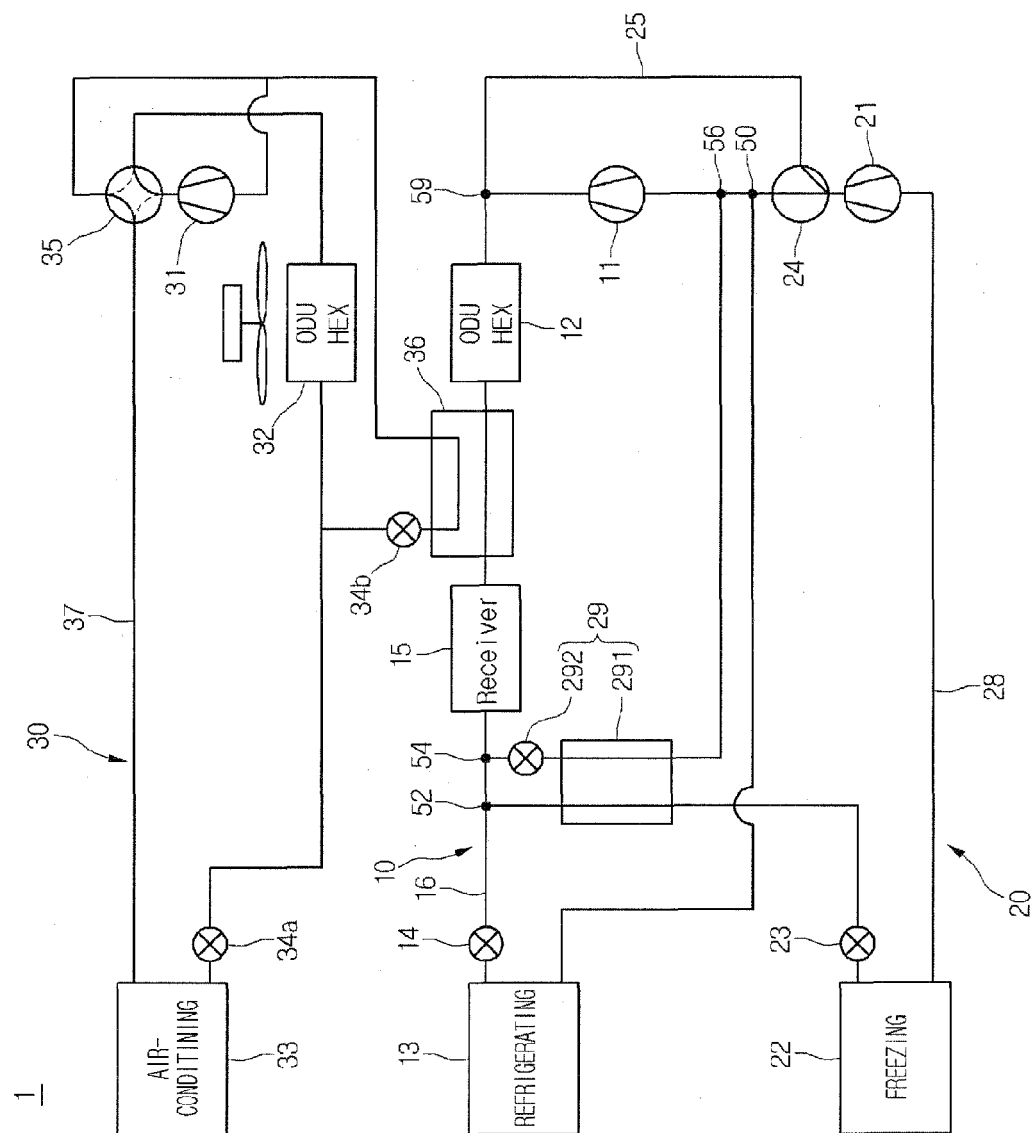 1
30
37
35
31
32
ODU
HEX
34a
34b
36
AIR-
CONDITINING
33
10
16
14
52
54
15
Receiver
12
ODU
HEX
59
25
11
56
50
21
24
29
292
291
REFRIGERATING
13
23
20
28
FREEZING
22